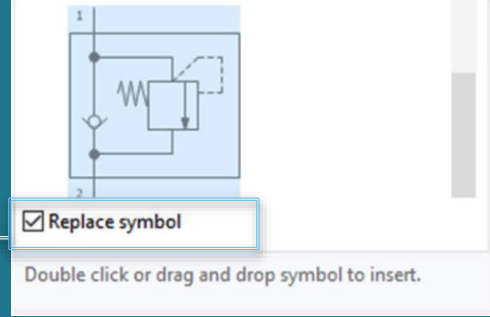 1
2
Replace symbol
Double click or drag and drop symbol to insert.